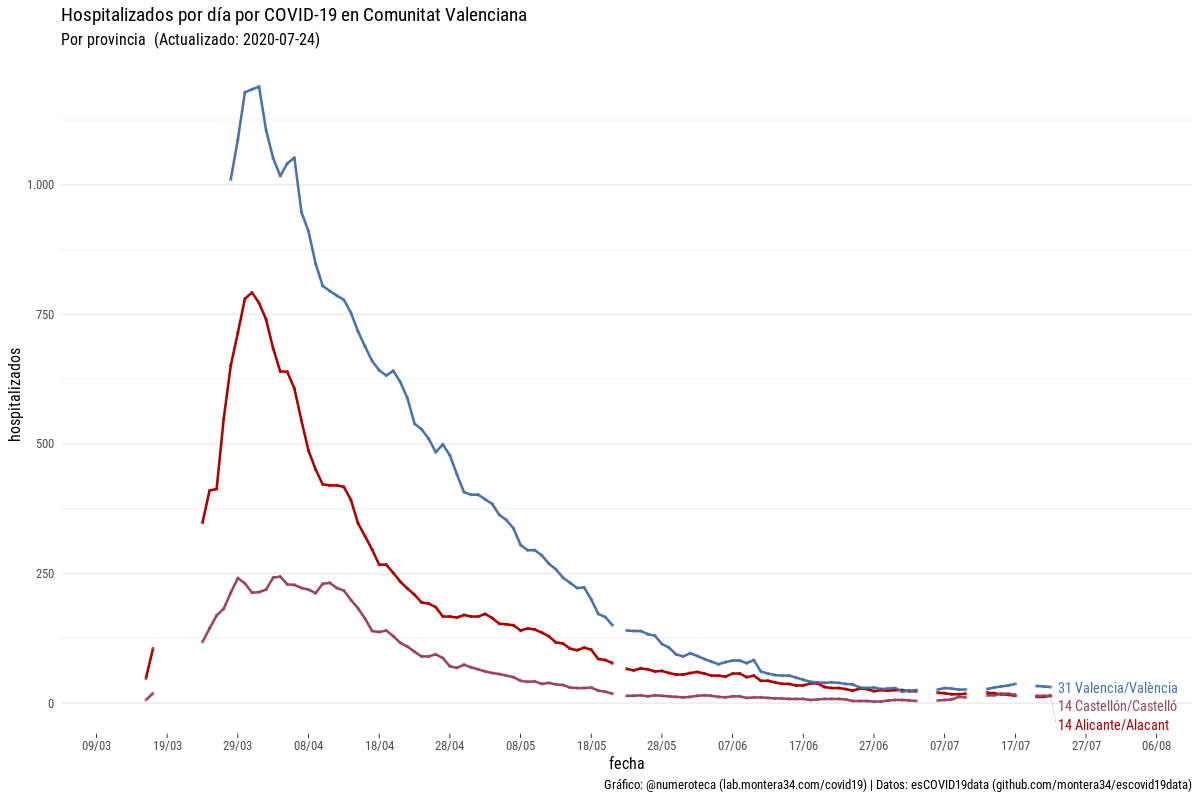 Hospitalizados por día por COVID-19 en Comunitat Valenciana
Por provincia  (Actualizado: 2020-07-24)
hospitalizados
1.000
750
500
250
0
31 Valencia/València
14 Castellón/Castelló
14 Alicante/Alacant
09/03 19/03 29/03 08/04 18/04 28/04 08/05 18/05 28/05 07/06 17/06 27/06 07/07 17/07 27/07 06/08
fecha
Gráfico: @numeroteca (lab.montera34.com/covid19) | Datos: esCOVID19data (github.com/montera34/escovid19data)